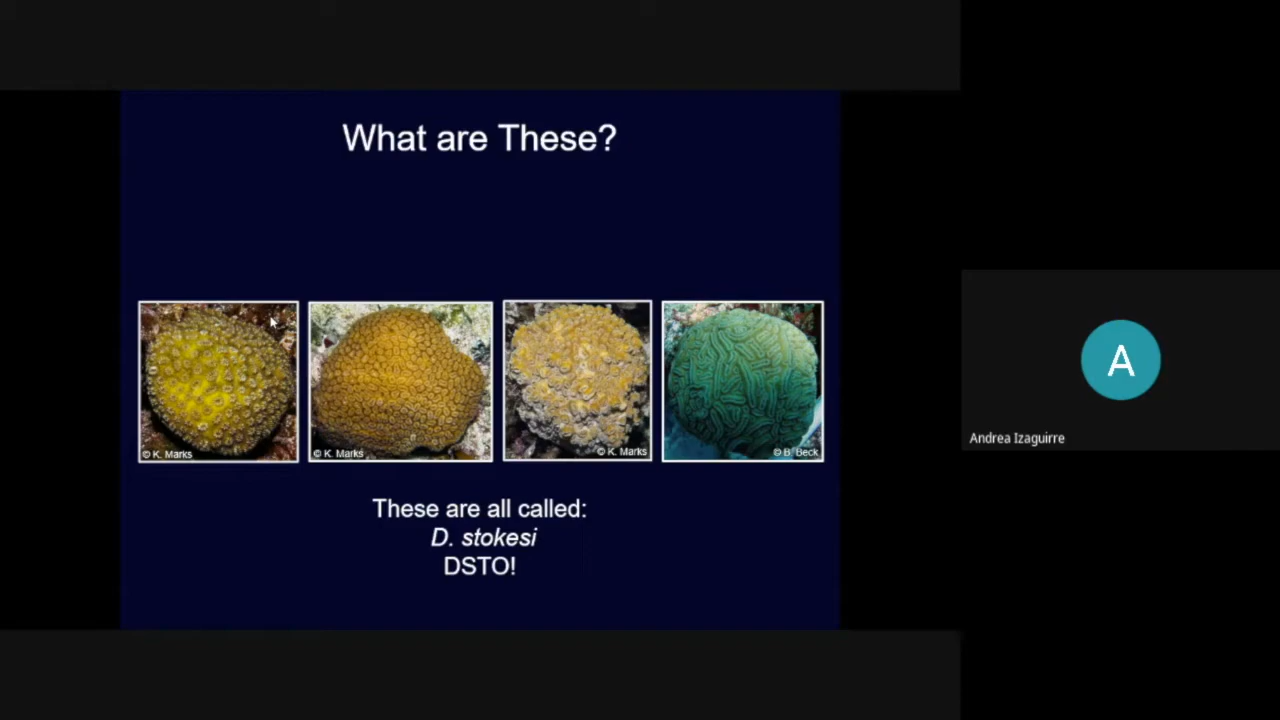 What are These?
© K. Marks
© K. Marks
© K. Marks
© B. Beck
These are all called:
D. stokesi
DSTO!
A
Andrea Izaguirre